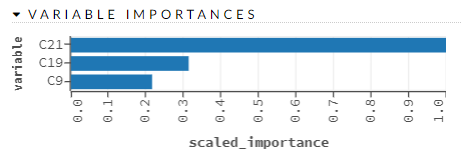 ▼ VARIABLE IMPORTANCES
variable
C21
C19
C9
0.0 0.1 0.2 0.3 0.4 0.5 0.6 0.7 0.8 0.9 1.0
scaled_importance